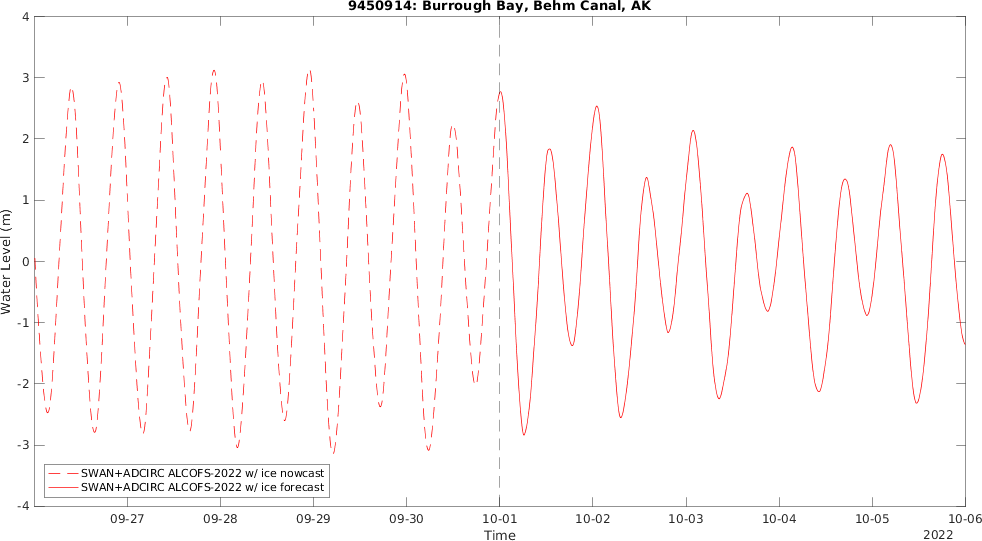 9450914: Burrough Bay, Behm Canal, AK
4
3
2
1
0
-1
-2
-3
-4
Water Level (m)
SWAN+ADCIRC ALCOFS-2022 w/ ice nowcast
SWAN+ADCIRC ALCOFS-2022 w/ ice forecast
09-27 09-28 09-29 09-30 10-01 10-02 10-03 10-04 10-05 10-06
Time
2022